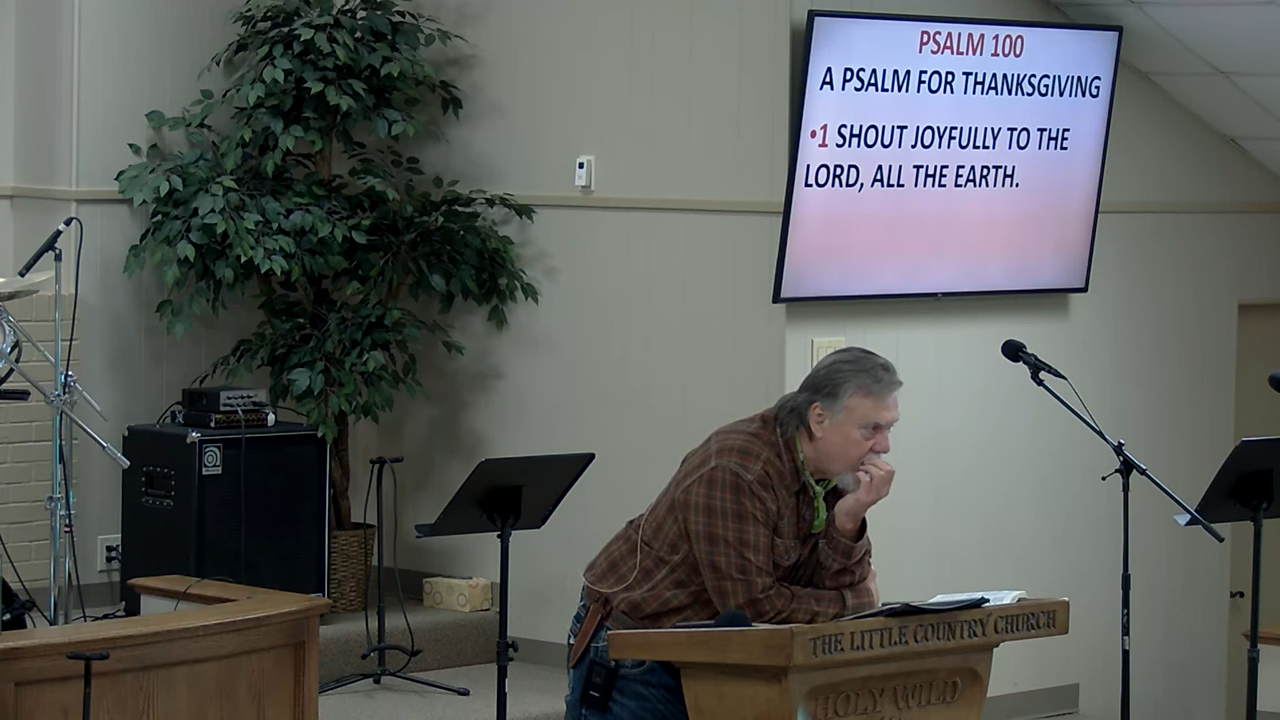 PSALM 100
A PSALM FOR THANKSGIVING
•1 SHOUT JOYFULLY TO THE
LORD, ALL THE EARTH.
THE LITTLE COUNTRY CHURCH
HOLY WILD